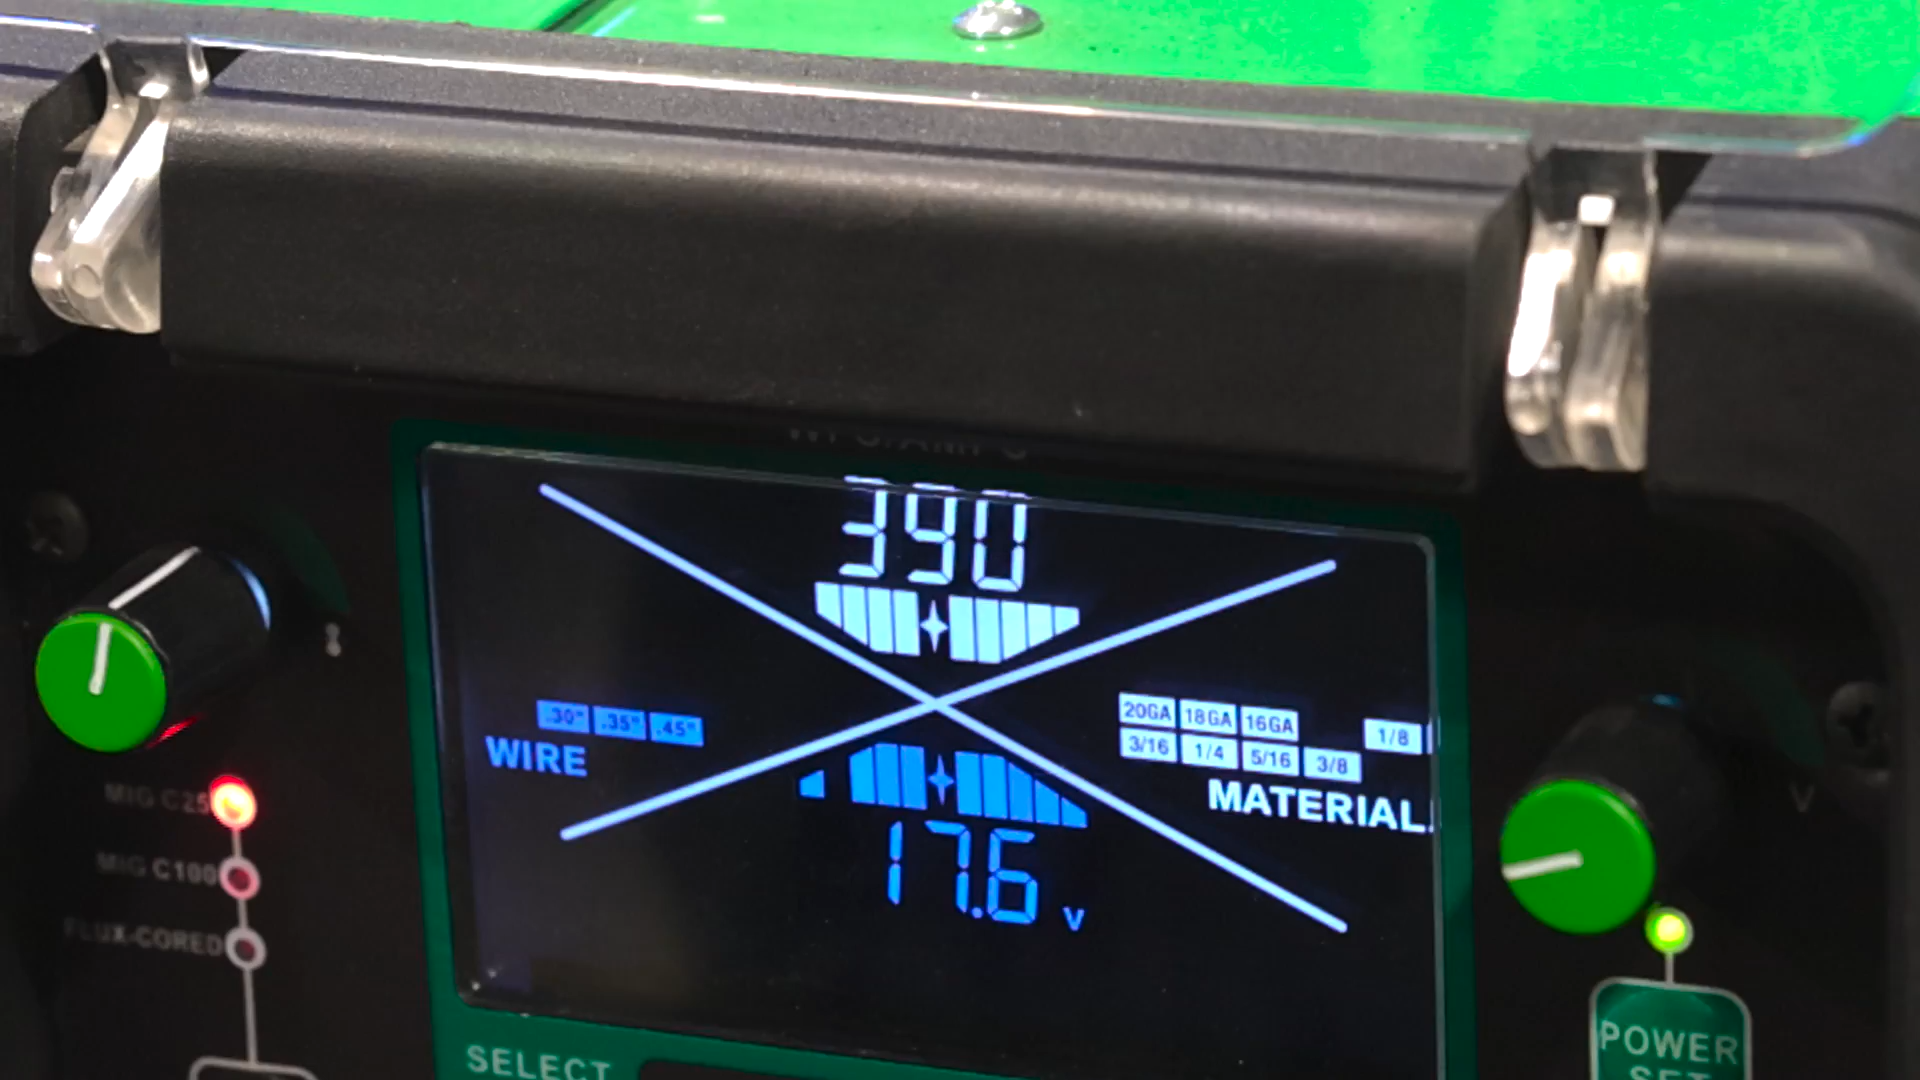 390
.30" .35" .45"
WIRE
20GA 18GA 16GA 1/8
3/16 1/4 5/16 3/8
MATERIAL
17.6 V
MIG C25
MIG C100
FLUX-CORED
V
SELECT
POWER
SET